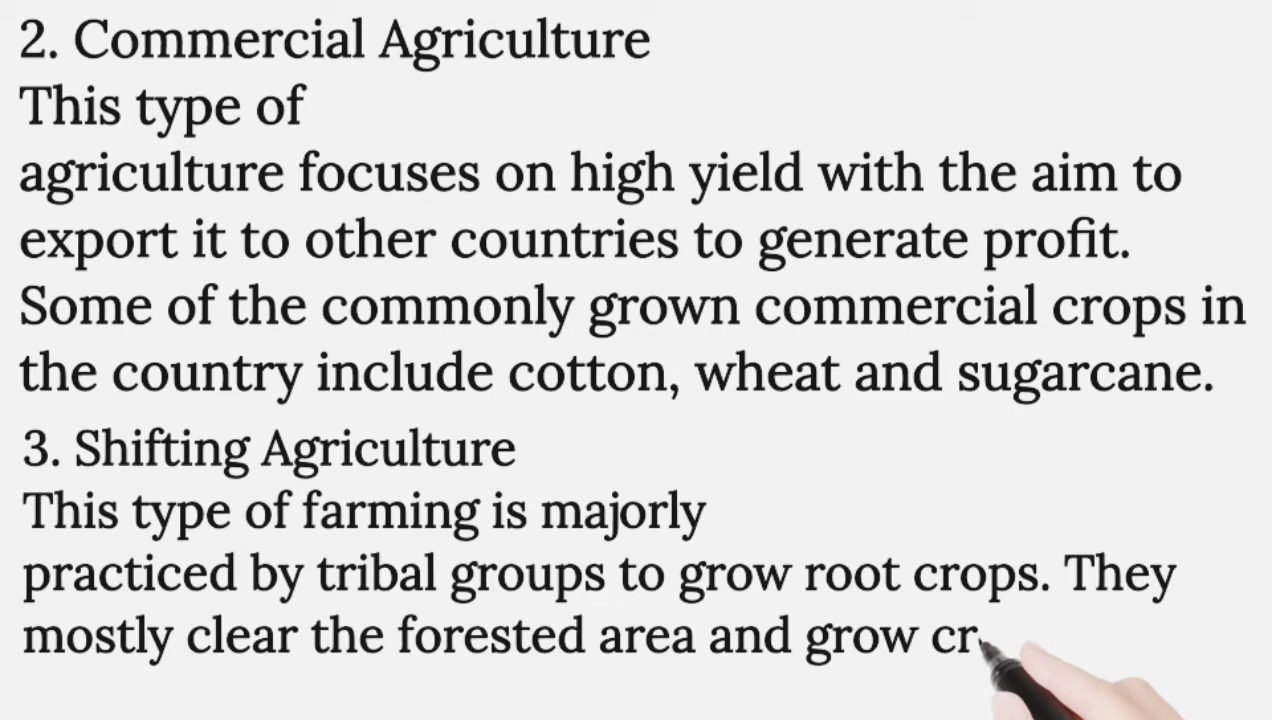 2. Commercial Agriculture
This type of
agriculture focuses on high yield with the aim to
export it to other countries to generate profit.
Some of the commonly grown commercial crops in
the country include cotton, wheat and sugarcane.
3. Shifting Agriculture
This type of farming is majorly
practiced by tribal groups to grow root crops. They
mostly clear the forested area and grow cr